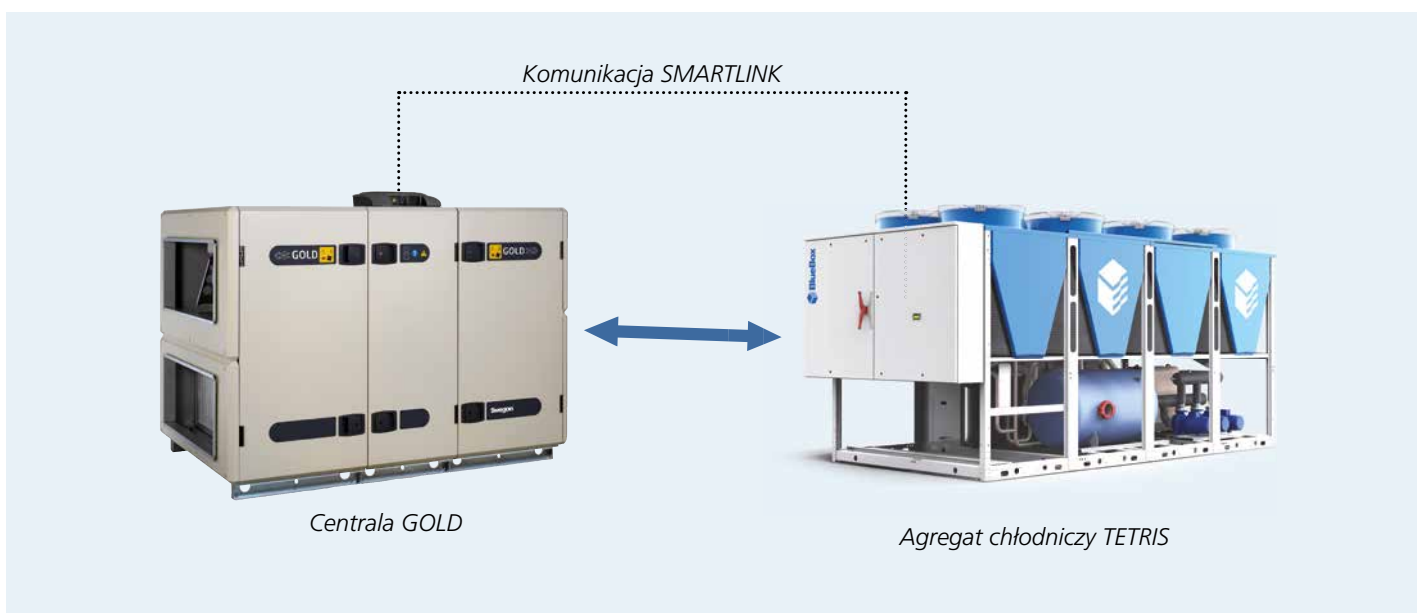 Komunikacja SMARTLINK
GOLD
GOLD
Swegon
BlueBox
Centrala GOLD
Agregat chłodniczy TETRIS